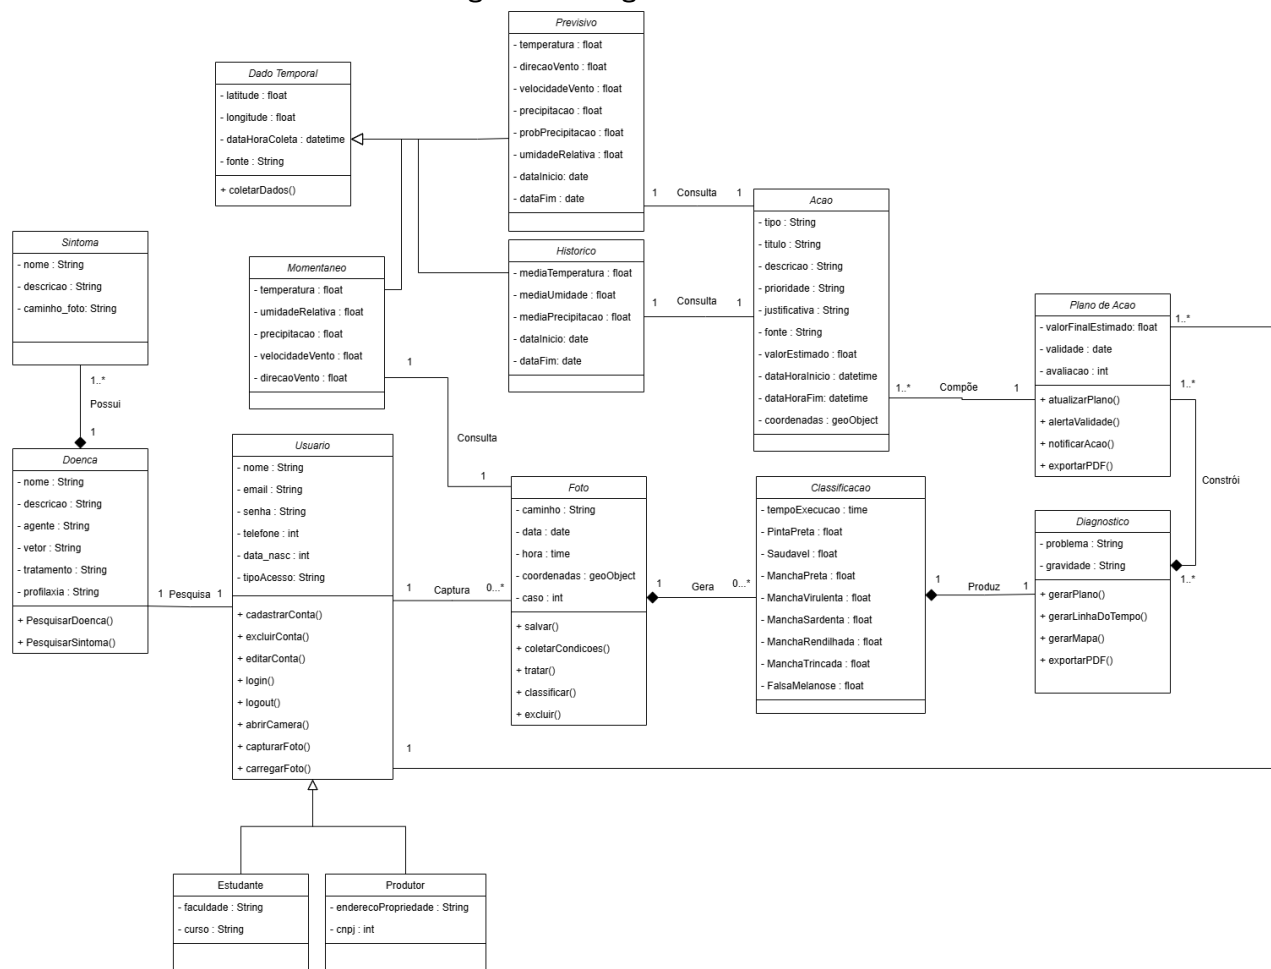 Previsivo
- temperatura : float
- direcaoVento : float
- velocidadeVento : float
- precipitacao : float
- probPrecipitacao : float
- umidadeRelativa : float
- dataInicio: date
- dataFim : date
Dado Temporal
- latitude : float
- longitude : float
- dataHoraColeta : datetime
- fonte : String
+ coletarDados()
Sintoma
- nome : String
- descricao : String
- caminho_foto: String
Momentaneo
- temperatura : float
- umidadeRelativa : float
- precipitacao : float
- velocidadeVento : float
- direcaoVento : float
Historico
- mediaTemperatura : float
- mediaUmidade : float
- mediaPrecipitacao : float
- dataInicio: date
- dataFim: date
1 Consulta 1
1 Consulta 1
Acao
- tipo : String
- titulo : String
- descricao : String
- prioridade : String
- justificativa : String
- fonte : String
- valorEstimado : float
- dataHoraInicio : datetime
- dataHoraFim: datetime
- coordenadas : geoObject
1..* Compõe 1
Plano de Acao
- valorFinalEstimado: float
- validade : date
- avaliacao : int
+ atualizarPlano()
+ alertaValidade()
+ notificarAcao()
+ exportarPDF()
1..*
1..*
Constrói
1..*
1..*
Possui
1
Doenca
- nome : String
- descricao : String
- agente : String
- vetor : String
- tratamento : String
- profilaxia : String
+ PesquisarDoenca()
+ PesquisarSintoma()
1 Pesquisa 1
Usuario
- nome : String
- email : String
- senha : String
- telefone : int
- data_nasc : int
- tipoAcesso: String
+ cadastrarConta()
+ excluirConta()
+ editarConta()
+ login()
+ logout()
+ abrirCamera()
+ capturarFoto()
+ carregarFoto()
1
Consulta
1
1 Captura 0...*
1
Foto
- caminho : String
- data : date
- hora : time
- coordenadas : geoObject
- caso : int
+ salvar()
+ coletarCondicoes()
+ tratar()
+ classificar()
+ excluir()
1 Gera 0...*
Classificacao
- tempoExecucao : time
- PintaPreta : float
- Saudavel : float
- ManchaPreta : float
- ManchaVirulenta : float
- ManchaSardenta : float
- ManchaRendilhada : float
- ManchaTrincada : float
- FalsaMelanose : float
1 Produz 1
Diagnostico
- problema : String
- gravidade : String
+ gerarPlano()
+ gerarLinhaDoTempo()
+ gerarMapa()
+ exportarPDF()
Estudante
- faculdade : String
- curso : String
Produtor
- enderecoPropriedade : String
- cnpj : int